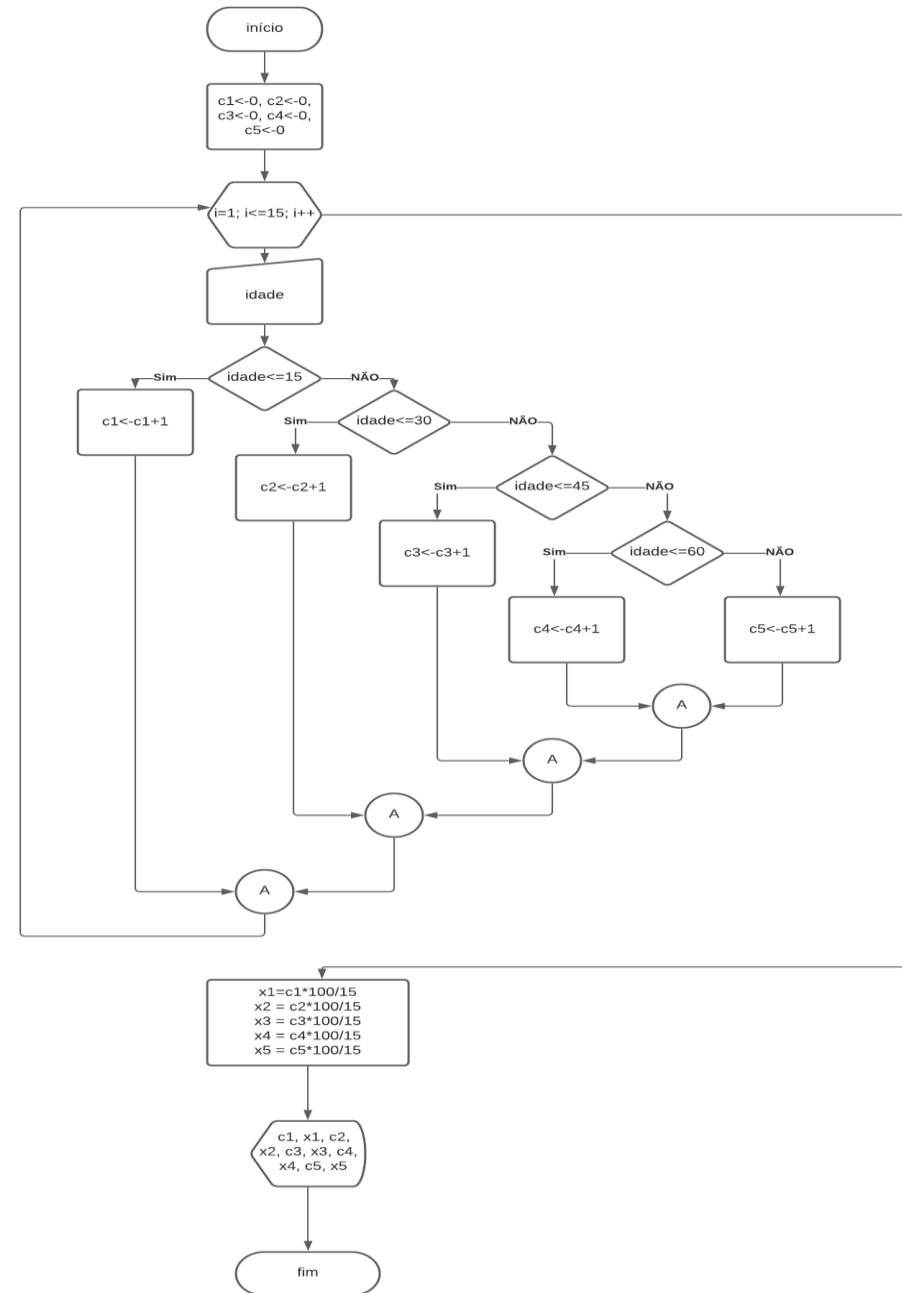 início
c1<-0, c2<-0,
c3<-0, c4<-0,
c5<-0
i=1; i<=15; i++
idade
idade<=15
Sim
NÃO
c1<-c1+1
idade<=30
Sim
NÃO
c2<-c2+1
idade<=45
Sim
NÃO
c3<-c3+1
idade<=60
Sim
NÃO
c4<-c4+1
c5<-c5+1
A
A
A
A
x1=c1*100/15
x2 = c2*100/15
x3 = c3*100/15
x4 = c4*100/15
x5 = c5*100/15
c1, x1, c2,
x2, c3, x3, c4,
x4, c5, x5
fim